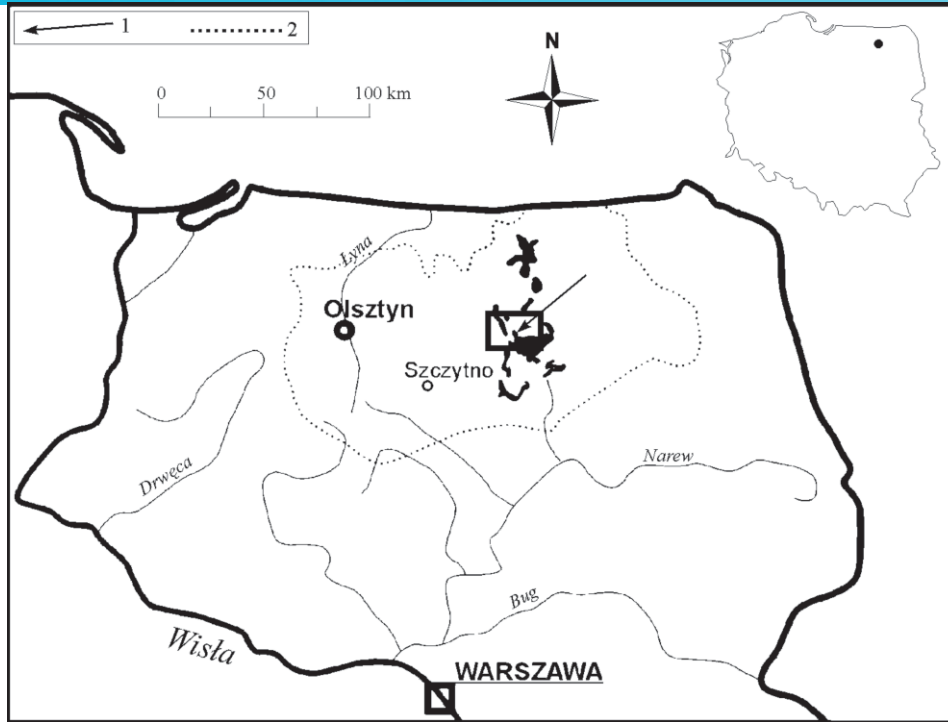 1 2
N
0 50 100 km
Łyna
Olsztyn
Szczytno
Drwęca
Narew
Bug
Wisła
WARSZAWA